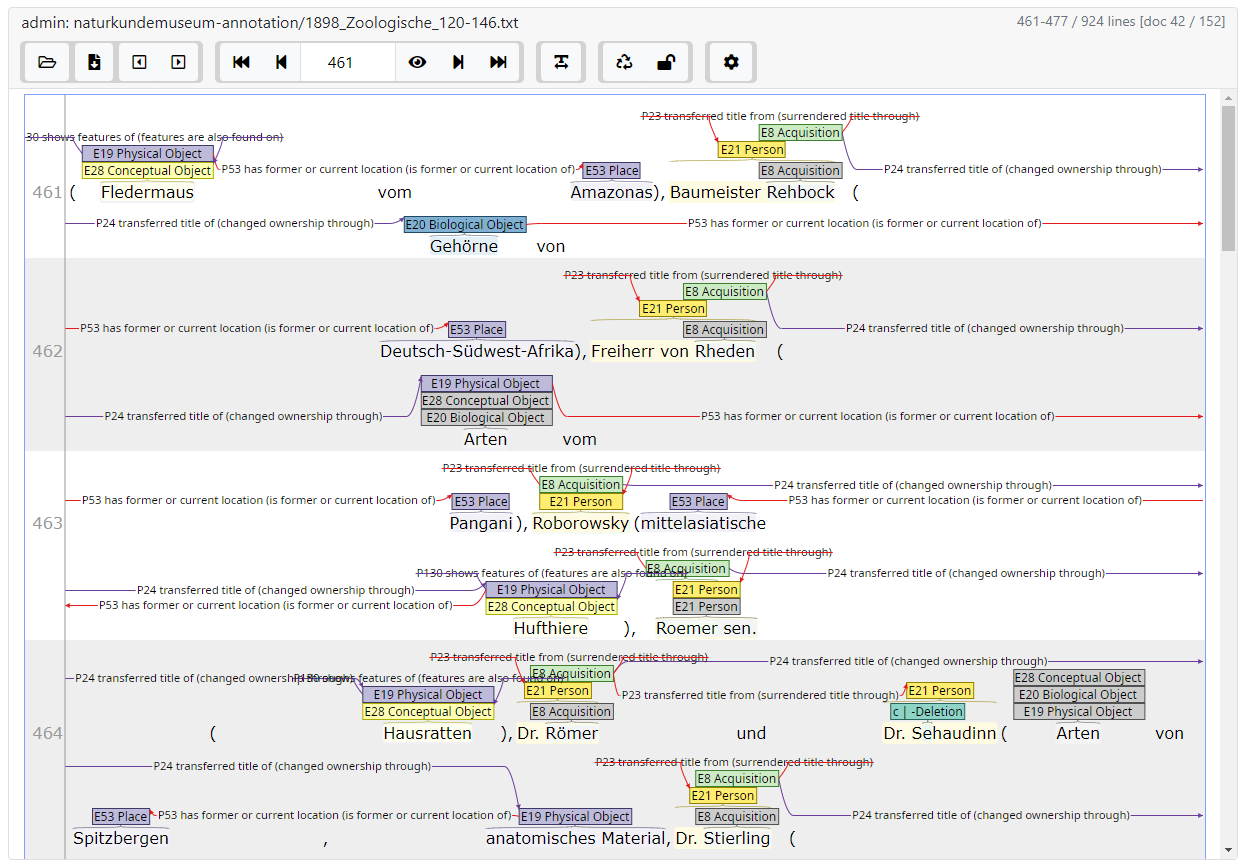 admin: naturkundemuseum-annotation/1898_Zoologische_120-146.txt
461-477 / 924 lines [doc 42 / 152]
461
P23 transferred title from (surrendered title through)
30 shows features of (features are also found on)
E8 Acquisition
E19 Physical Object
E21 Person
E28 Conceptual Object
P53 has former or current location (is former or current location of)
E53 Place
E8 Acquisition
P24 transferred title of (changed ownership through)
461 ( Fledermaus vom Amazonas), Baumeister Rehbock (
P24 transferred title of (changed ownership through)
E20 Biological Object
P53 has former or current location (is former or current location of)
Gehörne von
P23 transferred title from (surrendered title through)
E8 Acquisition
E21 Person
P53 has former or current location (is former or current location of)
E53 Place
E8 Acquisition
P24 transferred title of (changed ownership through)
462 Deutsch-Südwest-Afrika), Freiherr von Rheden (
E19 Physical Object
E28 Conceptual Object
P24 transferred title of (changed ownership through)
E20 Biological Object
P53 has former or current location (is former or current location of)
Arten vom
P23 transferred title from (surrendered title through)
E8 Acquisition
P24 transferred title of (changed ownership through)
P53 has former or current location (is former or current location of)
E53 Place
E21 Person
E53 Place
P53 has former or current location (is former or current location of)
463 Pangani ), Roborowsky (mittelasiatische
P23 transferred title from (surrendered title through)
E8 Acquisition
P130 shows features of (features are also found on)
P24 transferred title of (changed ownership through)
P24 transferred title of (changed ownership through)
E19 Physical Object
E21 Person
P53 has former or current location (is former or current location of)
E28 Conceptual Object
E21 Person
Hufthiere ), Roemer sen.
P23 transferred title from (surrendered title through)
P24 transferred title of (changed ownership through)
E8 Acquisition
P24 transferred title of (changed ownership through)
P130 shows features of (features are also found on)
E28 Conceptual Object
E19 Physical Object
E21 Person
P23 transferred title from (surrendered title through)
E21 Person
E20 Biological Object
E28 Conceptual Object
E8 Acquisition
c | -Deletion
E19 Physical Object
464 ( Hausratten ), Dr. Römer und Dr. Sehaudinn ( Arten von
P24 transferred title of (changed ownership through)
P23 transferred title from (surrendered title through)
E8 Acquisition
E21 Person
E53 Place
P53 has former or current location (is former or current location of)
E19 Physical Object
E8 Acquisition
P24 transferred title of (changed ownership through)
Spitzbergen , anatomisches Material, Dr. Stierling (